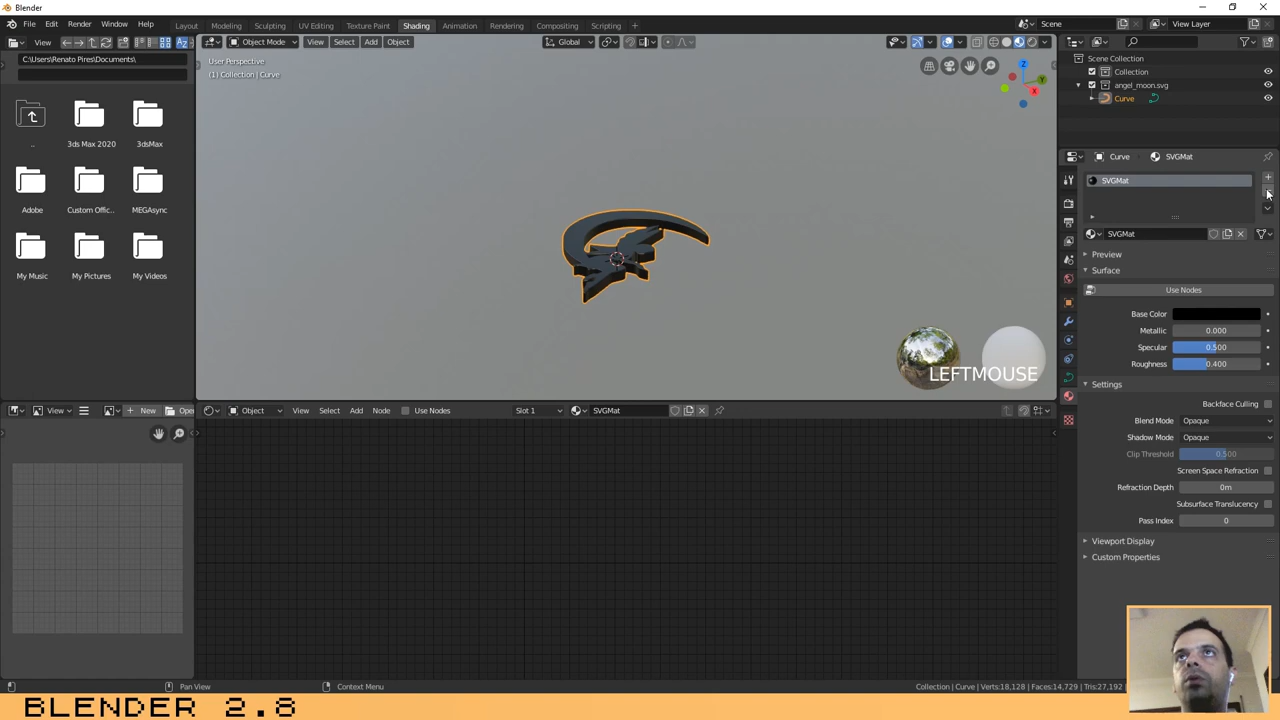 Blender
File Edit Render Window Help Layout Modeling Sculpting UV Editing Texture Paint Shading Animation Rendering Compositing Scripting + Scene View Layer
View Object Mode View Select Add Object Global
C:\Users\Renato Pires\Documents\
.. 3ds Max 2020 3dsMax
Adobe Custom Offic.. MEGAsync
My Music My Pictures My Videos
User Perspective
(1) Collection | Curve
Z
Y
X
LEFTMOUSE
Scene Collection
Collection
angel_moon.svg
Curve
Curve SVGMat
SVGMat
SVGMat
Preview
Surface
Use Nodes
Base Color
Metallic 0.000
Specular 0.500
Roughness 0.400
Settings
Backface Culling
Blend Mode Opaque
Shadow Mode Opaque
Clip Threshold 0.500
Screen Space Refraction
Refraction Depth 0m
Subsurface Translucency
Pass Index 0
Viewport Display
Custom Properties
View New Open
Object View Select Add Node Use Nodes Slot 1 SVGMat
Pan View Context Menu Collection | Curve | Verts:18,128 | Faces:14,729 | Tris:27,192
BLENDER 2.8